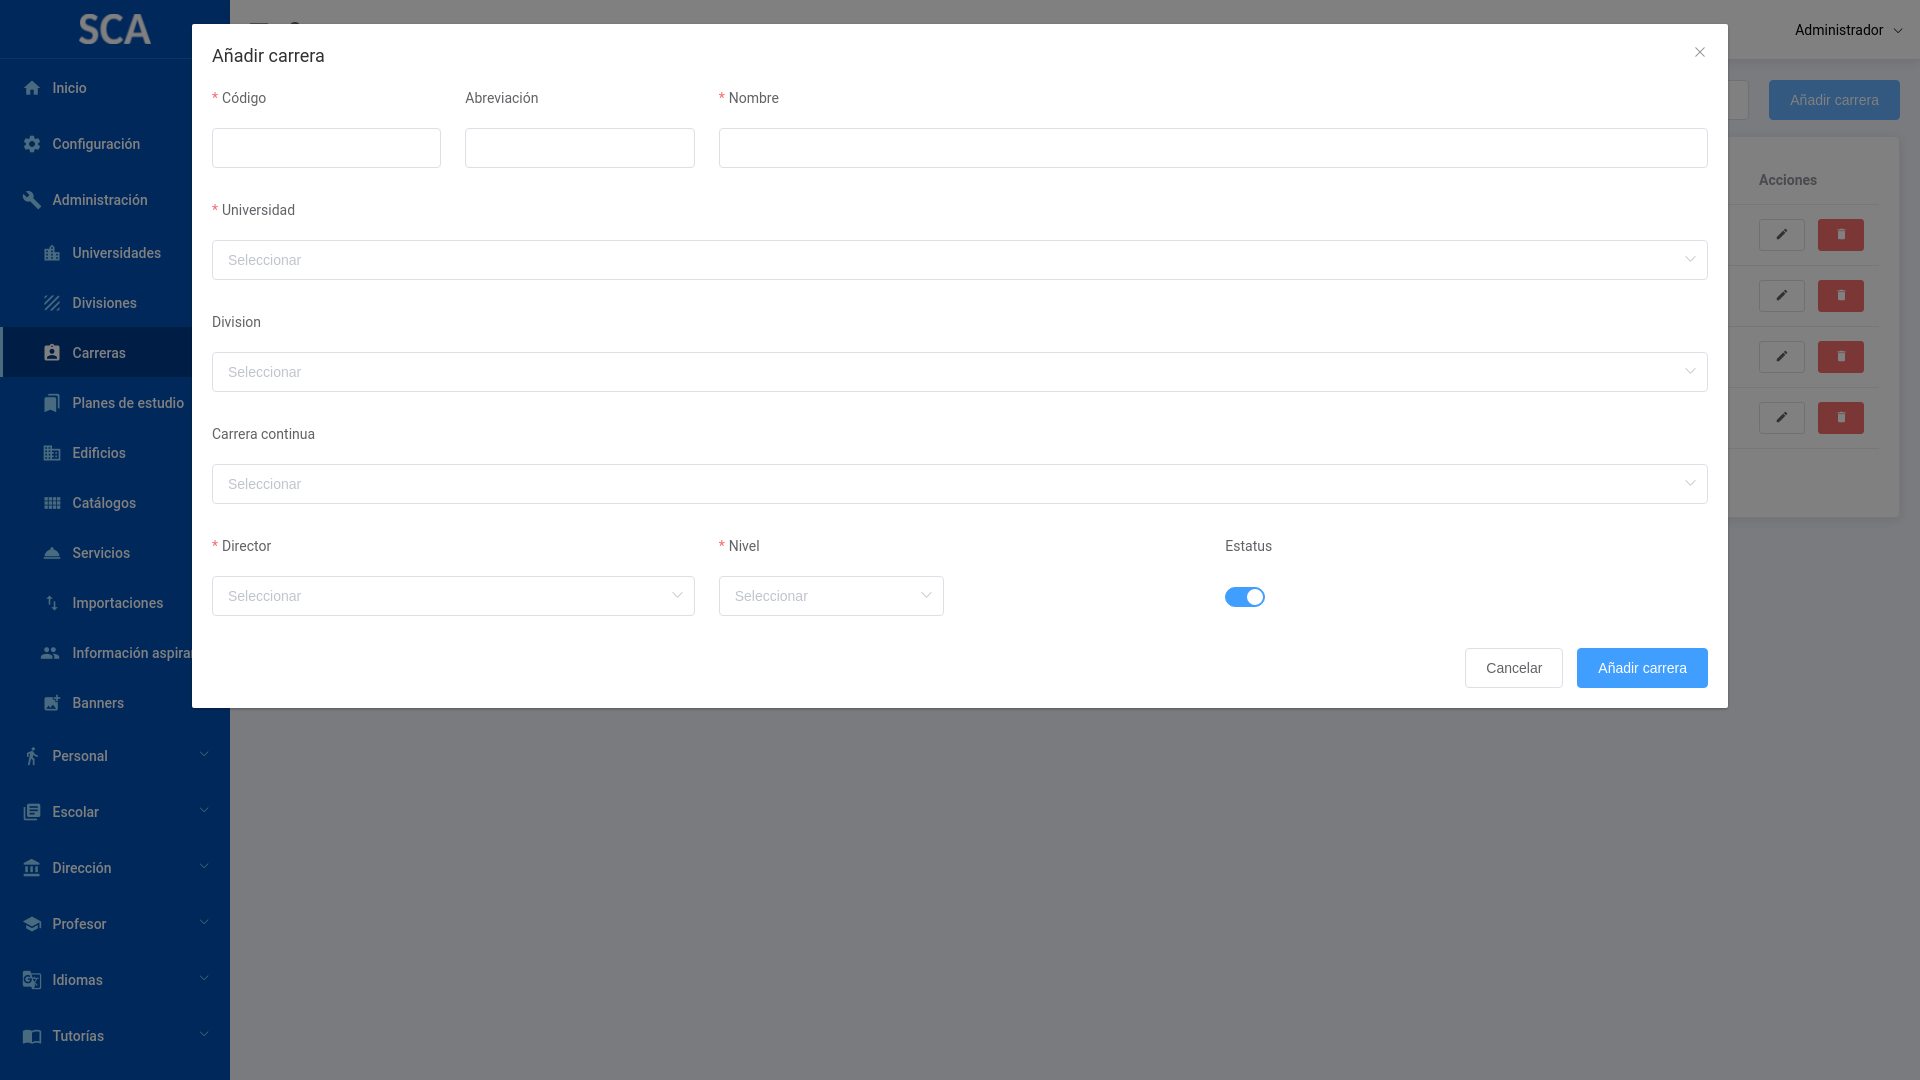 SCA
Administrador
Inicio
Configuración
Administración
Universidades
Divisiones
Carreras
Planes de estudio
Edificios
Catálogos
Servicios
Importaciones
Información
Banners
Personal
Escolar
Dirección
Profesor
Idiomas
Tutorías
Añadir carrera
* Código
Abreviación
* Nombre
* Universidad
Seleccionar
Division
Seleccionar
Carrera continua
Seleccionar
* Director
* Nivel
Estatus
Seleccionar
Seleccionar
Cancelar
Añadir carrera
Añadir carrera
Acciones